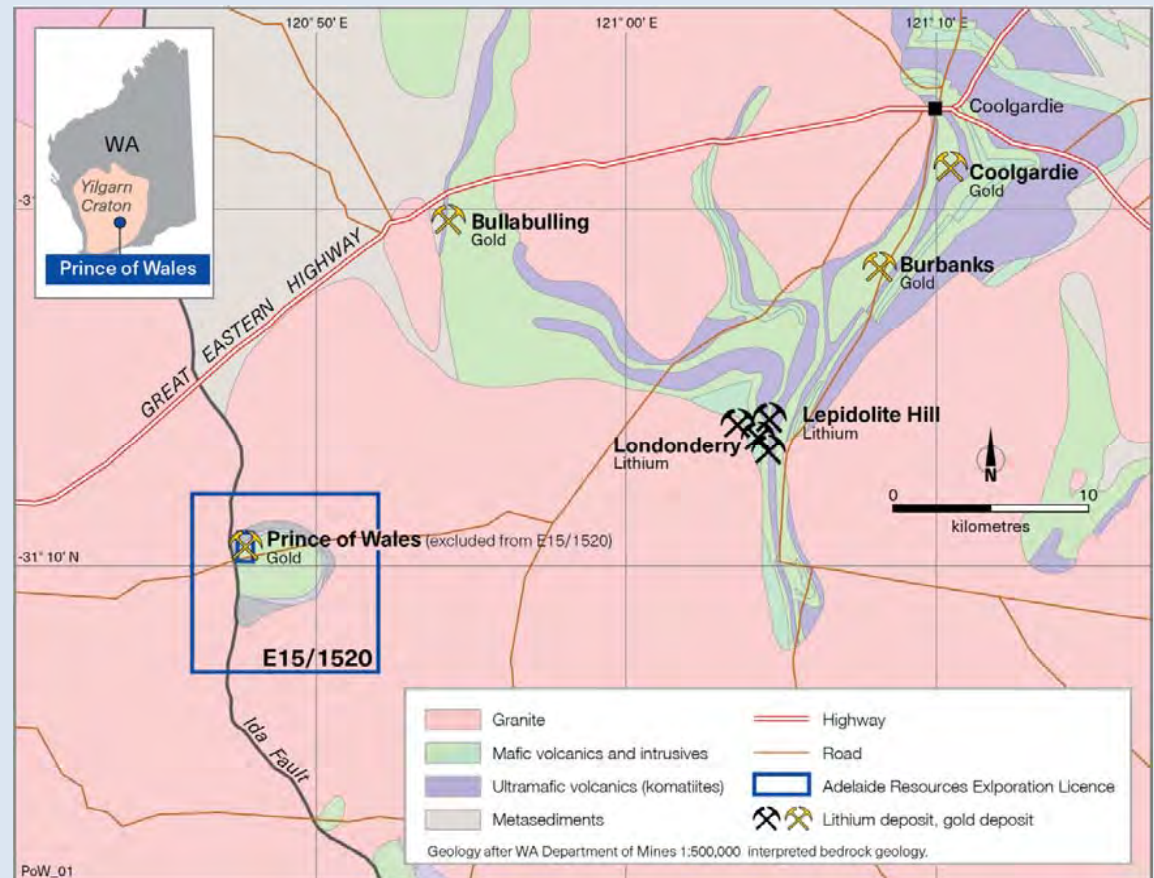 120° 50' E
121° 00' E
121° 10' E
WA
Yilgarn
Craton
Prince of Wales
Coolgardie
Coolgardie
Gold
-3
Bullabulling
Gold
GREAT EASTERN HIGHWAY
Burbanks
Gold
Lepidolite Hill
Lithium
Londonderry
Lithium
N
0 10
kilometres
Prince of Wales (excluded from E15/1520)
Gold
-31° 10' N
E15/1520
Ida Fault
Granite
Mafic volcanics and intrusives
Ultramafic volcanics (komatiites)
Metasediments
Highway
Road
Adelaide Resources Exlporation Licence
Lithium deposit, gold deposit
Geology after WA Department of Mines 1:500,000 interpreted bedrock geology.
PoW_01